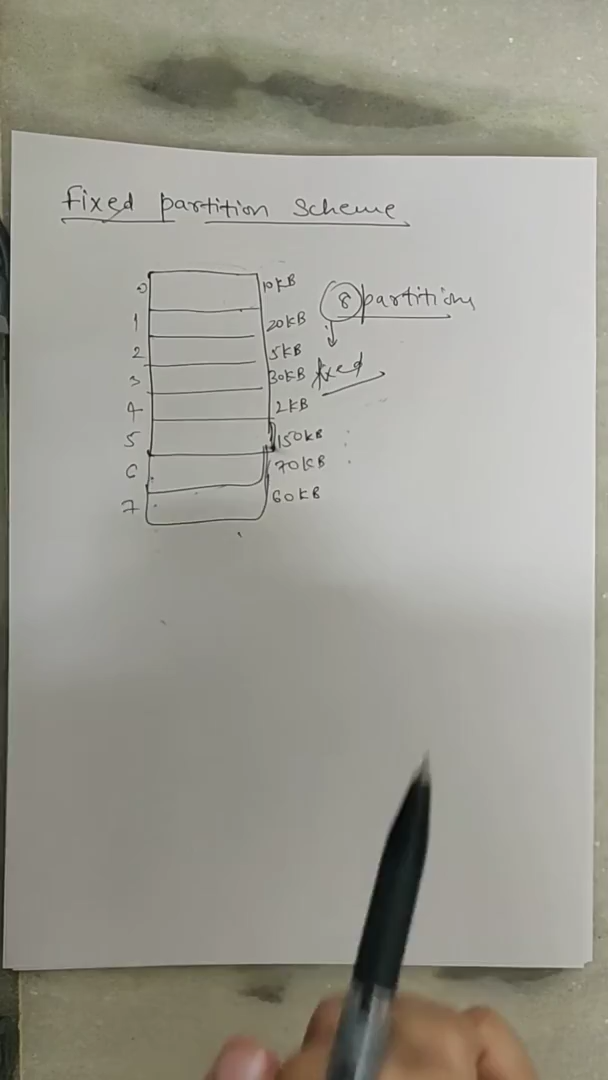 Fixed partition scheme
0 10KB
8 partitions
1 20KB
2 5KB
3 30KB fixed
4 2KB
5 150KB
6 70KB
7 60KB